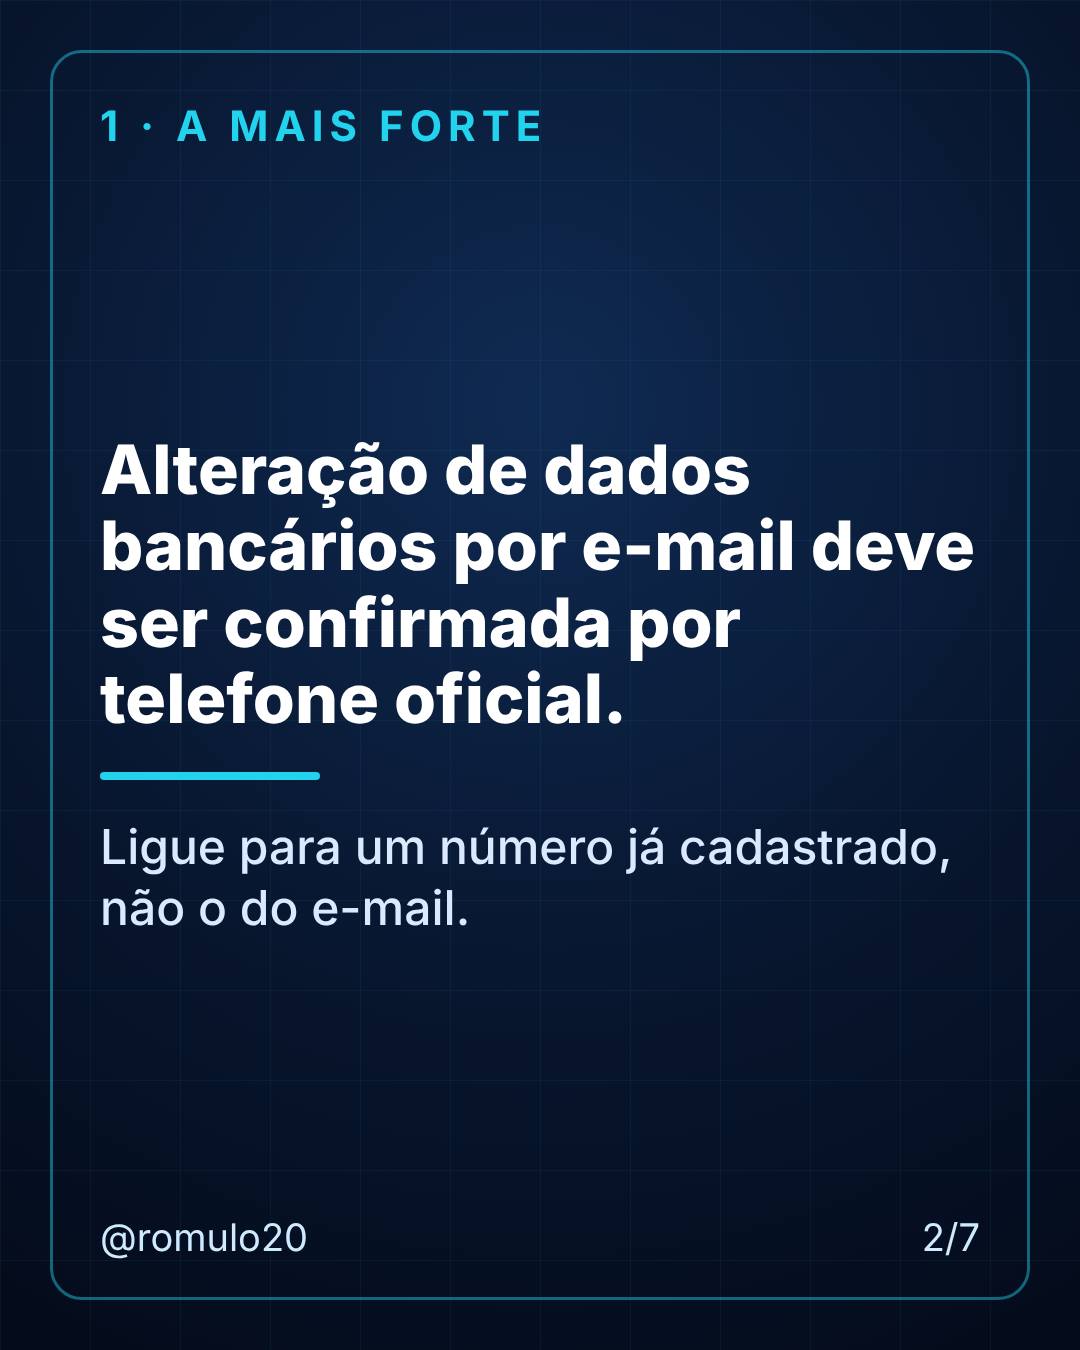 1 · A MAIS FORTE
Alteração de dados
bancários por e-mail deve
ser confirmada por
telefone oficial.
Ligue para um número já cadastrado,
não o do e-mail.
@romulo20
2/7